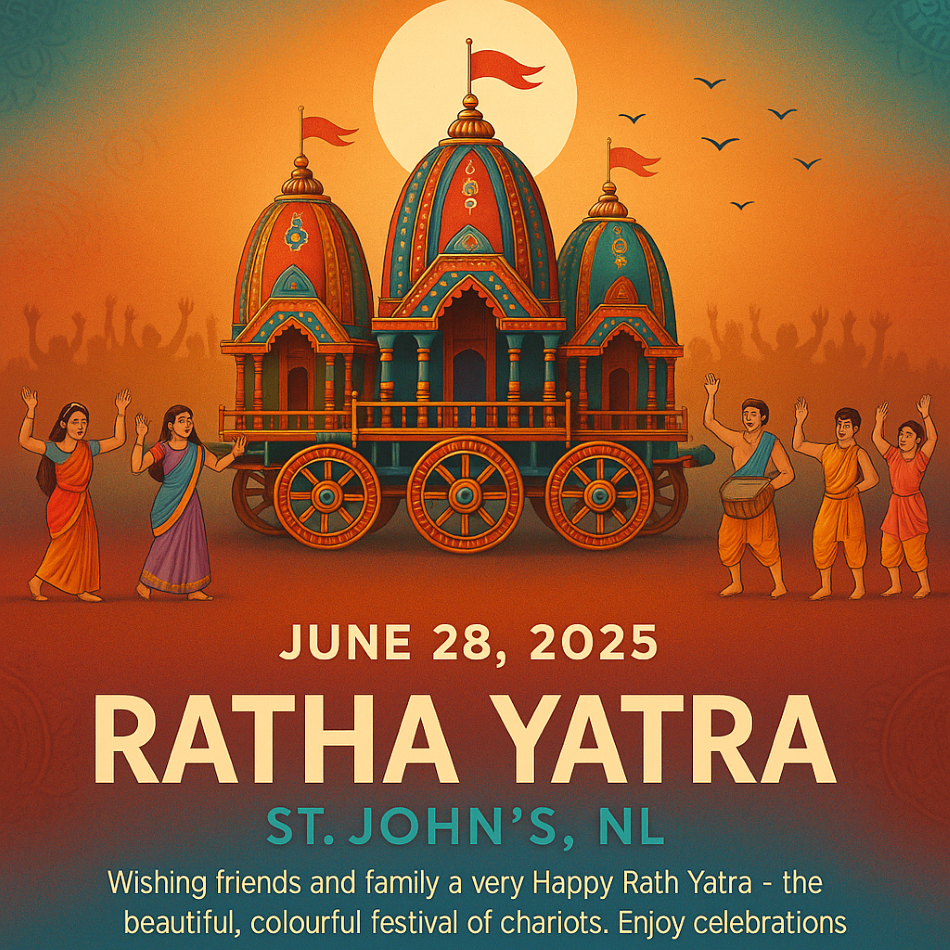 JUNE 28, 2025
RATHA YATRA
ST. JOHN'S, NL
Wishing friends and family a very Happy Rath Yatra - the
beautiful, colourful festival of chariots. Enjoy celebrations